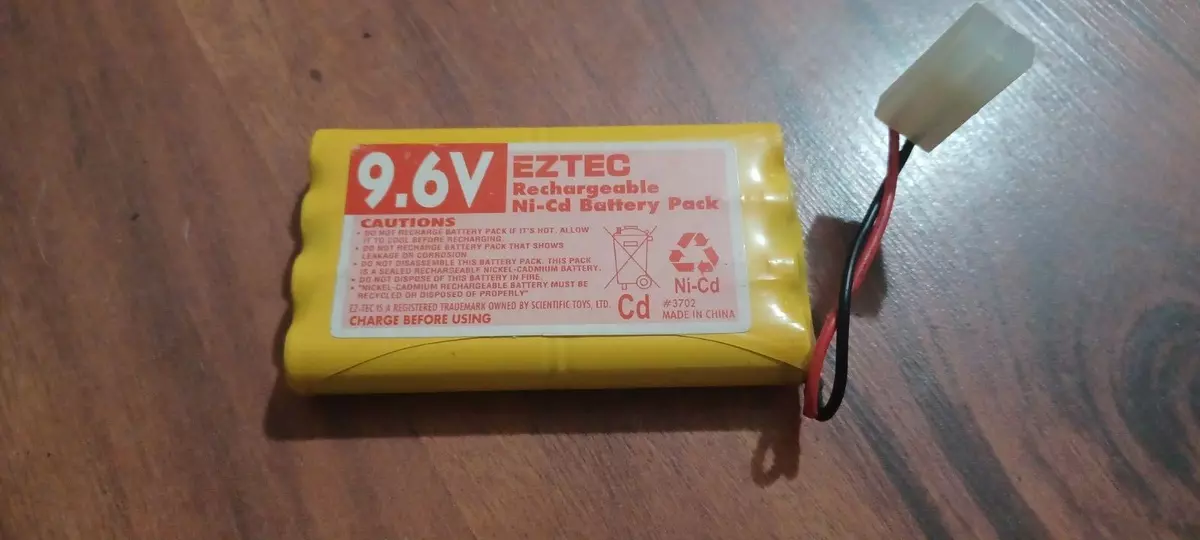 9.6V
EZTEC
Rechargeable
Ni-Cd Battery Pack
CAUTIONS
• DO NOT RECHARGE BATTERY PACK IF IT'S HOT. ALLOW
IT TO COOL BEFORE RECHARGING.
• DO NOT RECHARGE BATTERY PACK THAT SHOWS
LEAKAGE OR CORROSION
• DO NOT DISASSEMBLE THIS BATTERY PACK. THIS PACK
IS A SEALED RECHARGEABLE NICKEL-CADMIUM BATTERY.
• DO NOT DISPOSE OF THIS BATTERY IN FIRE.
• "NICKEL-CADMIUM RECHARGEABLE BATTERY MUST BE
RECYCLED OR DISPOSED OF PROPERLY"
EZ-TEC IS A REGISTERED TRADEMARK OWNED BY SCIENTIFIC TOYS, LTD.
CHARGE BEFORE USING
Cd
Ni-Cd
#3702
MADE IN CHINA